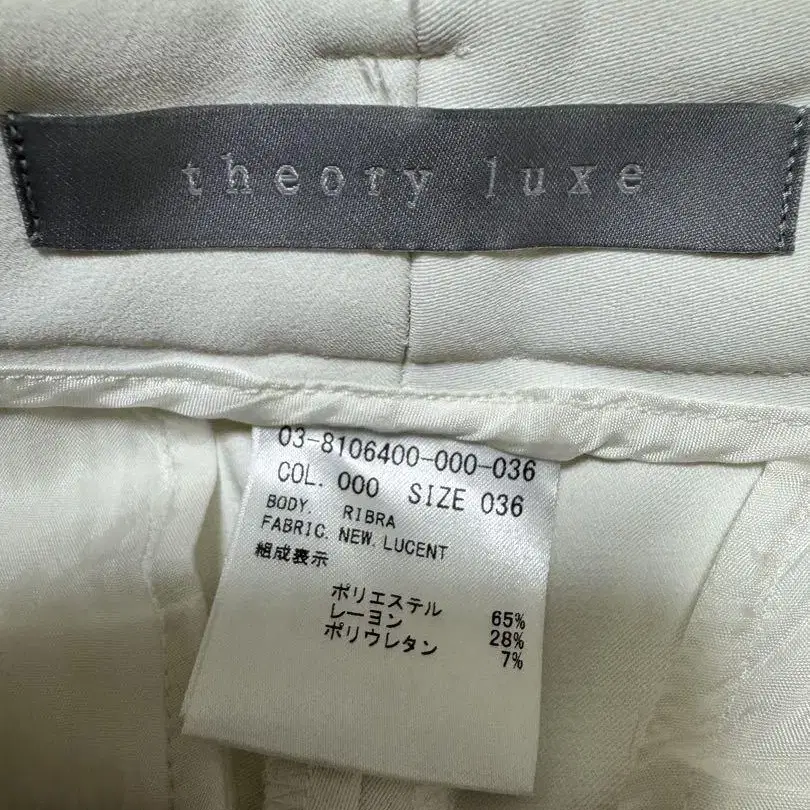 theory luxe
03-8106400-000-036
COL. 000 SIZE 036
BODY. RIBRA
FABRIC. NEW. LUCENT
組成表示
ポリエステル 65%
レーヨン 28%
ポリウレタン 7%